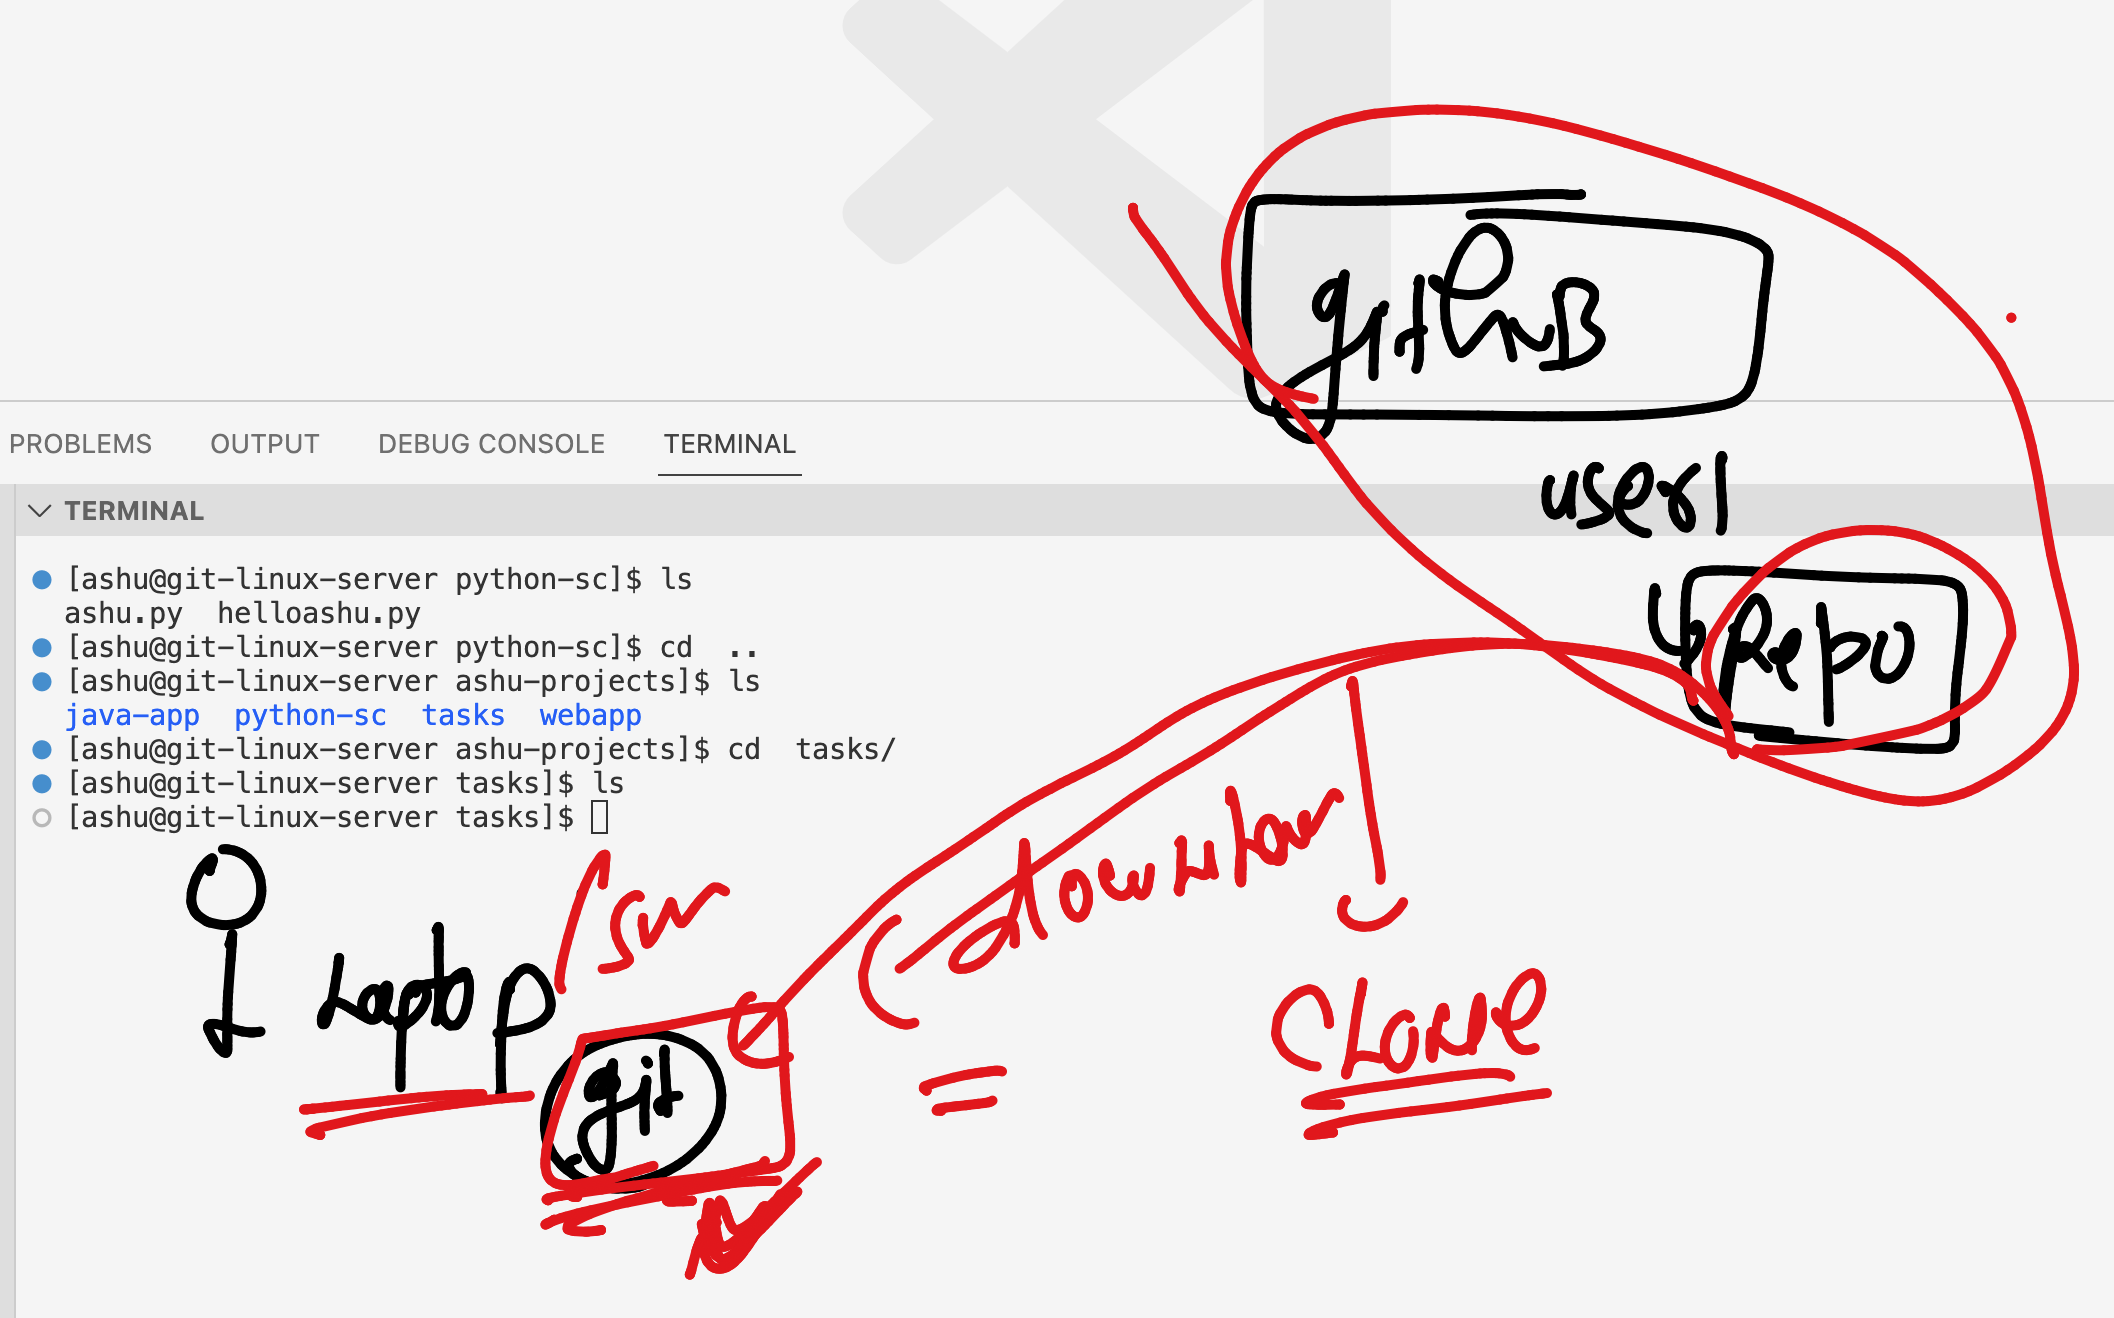 gitHuB
PROBLEMS OUTPUT DEBUG CONSOLE TERMINAL
user1
TERMINAL
[ashu@git-linux-server python-sc]$ ls
ashu.py  helloashu.py
[ashu@git-linux-server python-sc]$ cd  ..
[ashu@git-linux-server ashu-projects]$ ls
java-app  python-sc  tasks  webapp
[ashu@git-linux-server ashu-projects]$ cd  tasks/
[ashu@git-linux-server tasks]$ ls
[ashu@git-linux-server tasks]$
Repo
Laptop
git
Clone